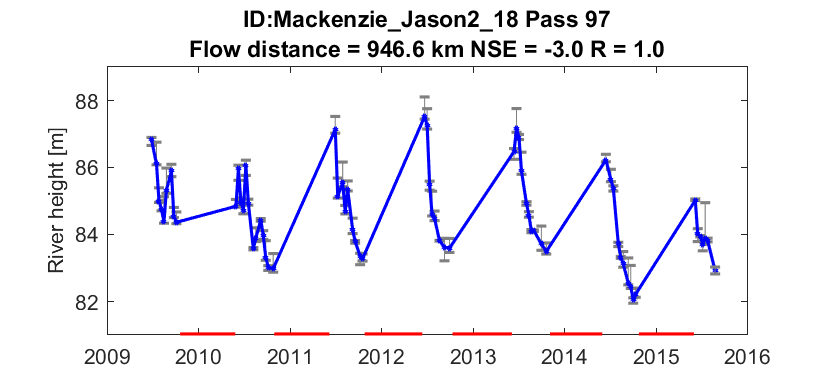 ID:Mackenzie_Jason2_18 Pass 97
Flow distance = 946.6 km NSE = -3.0 R = 1.0
River height [m]
88
86
84
82
2009 2010 2011 2012 2013 2014 2015 2016